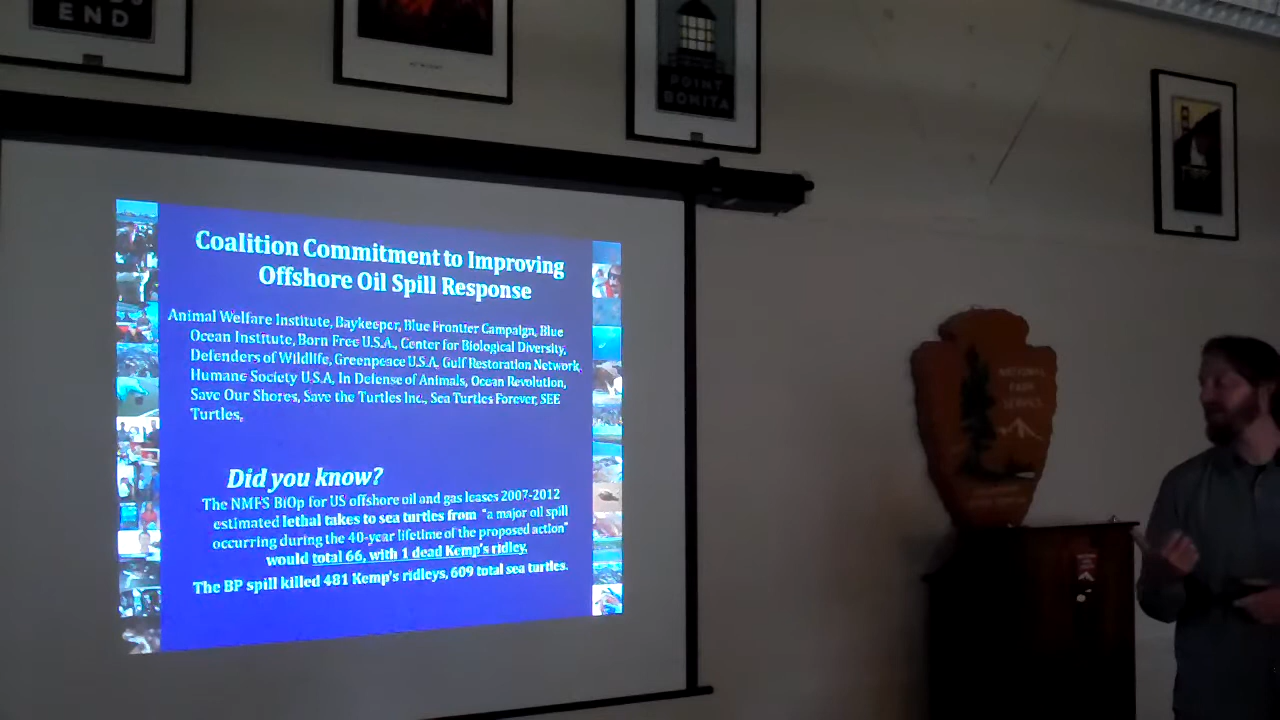 END
POINT
BONITA
Coalition Commitment to Improving
Offshore Oil Spill Response
Animal Welfare Institute, Baykeeper, Blue Frontier Campaign, Blue
Ocean Institute, Born Free U.S.A., Center for Biological Diversity,
Defenders of Wildlife, Greenpeace U.S.A, Gulf Restoration Network,
Humane Society U.S.A, In Defense of Animals, Ocean Revolution,
Save Our Shores, Save the Turtles Inc., Sea Turtles Forever, SEE
Turtles,
Did you know?
The NMFS BiOp for US offshore oil and gas leases 2007-2012
estimated lethal takes to sea turtles from "a major oil spill
occurring during the 40-year lifetime of the proposed action"
would total 66, with 1 dead Kemp's ridley,
The BP spill killed 481 Kemp's ridleys, 609 total sea turtles.
NATIONAL
PARK
SERVICE